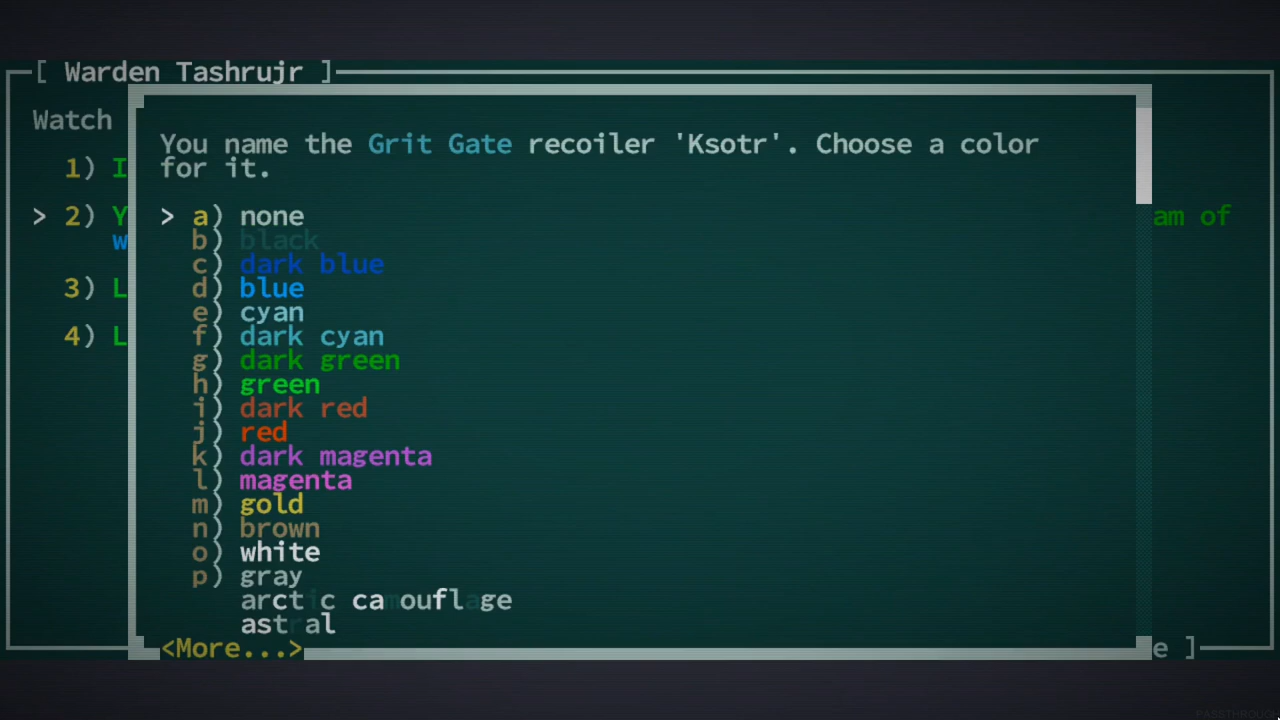 [ Warden Tashrujr ]
Watch
You name the Grit Gate recoiler 'Ksotr'. Choose a color
for it.
1) I
> 2) Y
w
am of
3) L
4) L
> a) none
b) black
c) dark blue
d) blue
e) cyan
f) dark cyan
g) dark green
h) green
i) dark red
j) red
k) dark magenta
l) magenta
m) gold
n) brown
o) white
p) gray
arctic camouflage
astral
<More...>
e ]
PASSTHROUGH